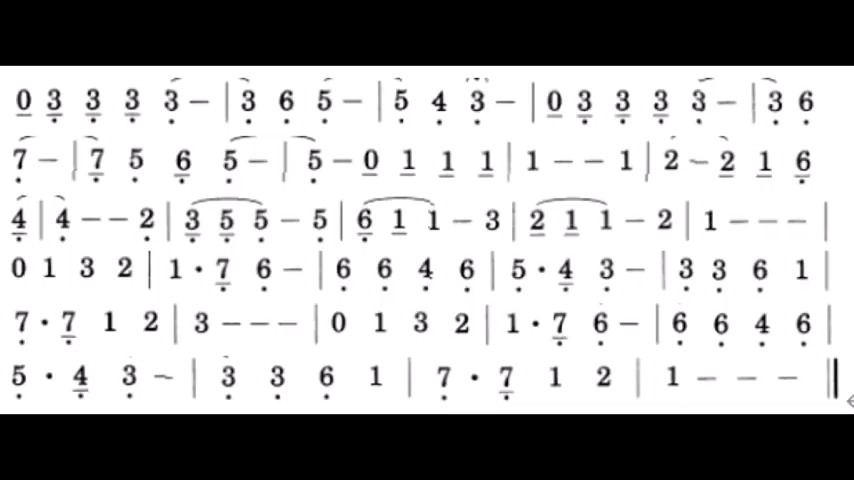 0 3 3 3 3 – | 3 6 5 – | 5 4 3 – | 0 3 3 3 3 – | 3 6
7 – | 7 5 6 5 – | 5 – 0 1 1 1 | 1 – – 1 | 2 – 2 1 6
4 | 4 – – 2 | 3 5 5 – 5 | 6 1 1 – 3 | 2 1 1 – 2 | 1 – – – |
0 1 3 2 | 1 · 7 6 – | 6 6 4 6 | 5 · 4 3 – | 3 3 6 1 |
7 · 7 1 2 | 3 – – – | 0 1 3 2 | 1 · 7 6 – | 6 6 4 6 |
5 · 4 3 – | 3 3 6 1 | 7 · 7 1 2 | 1 – – – ‖